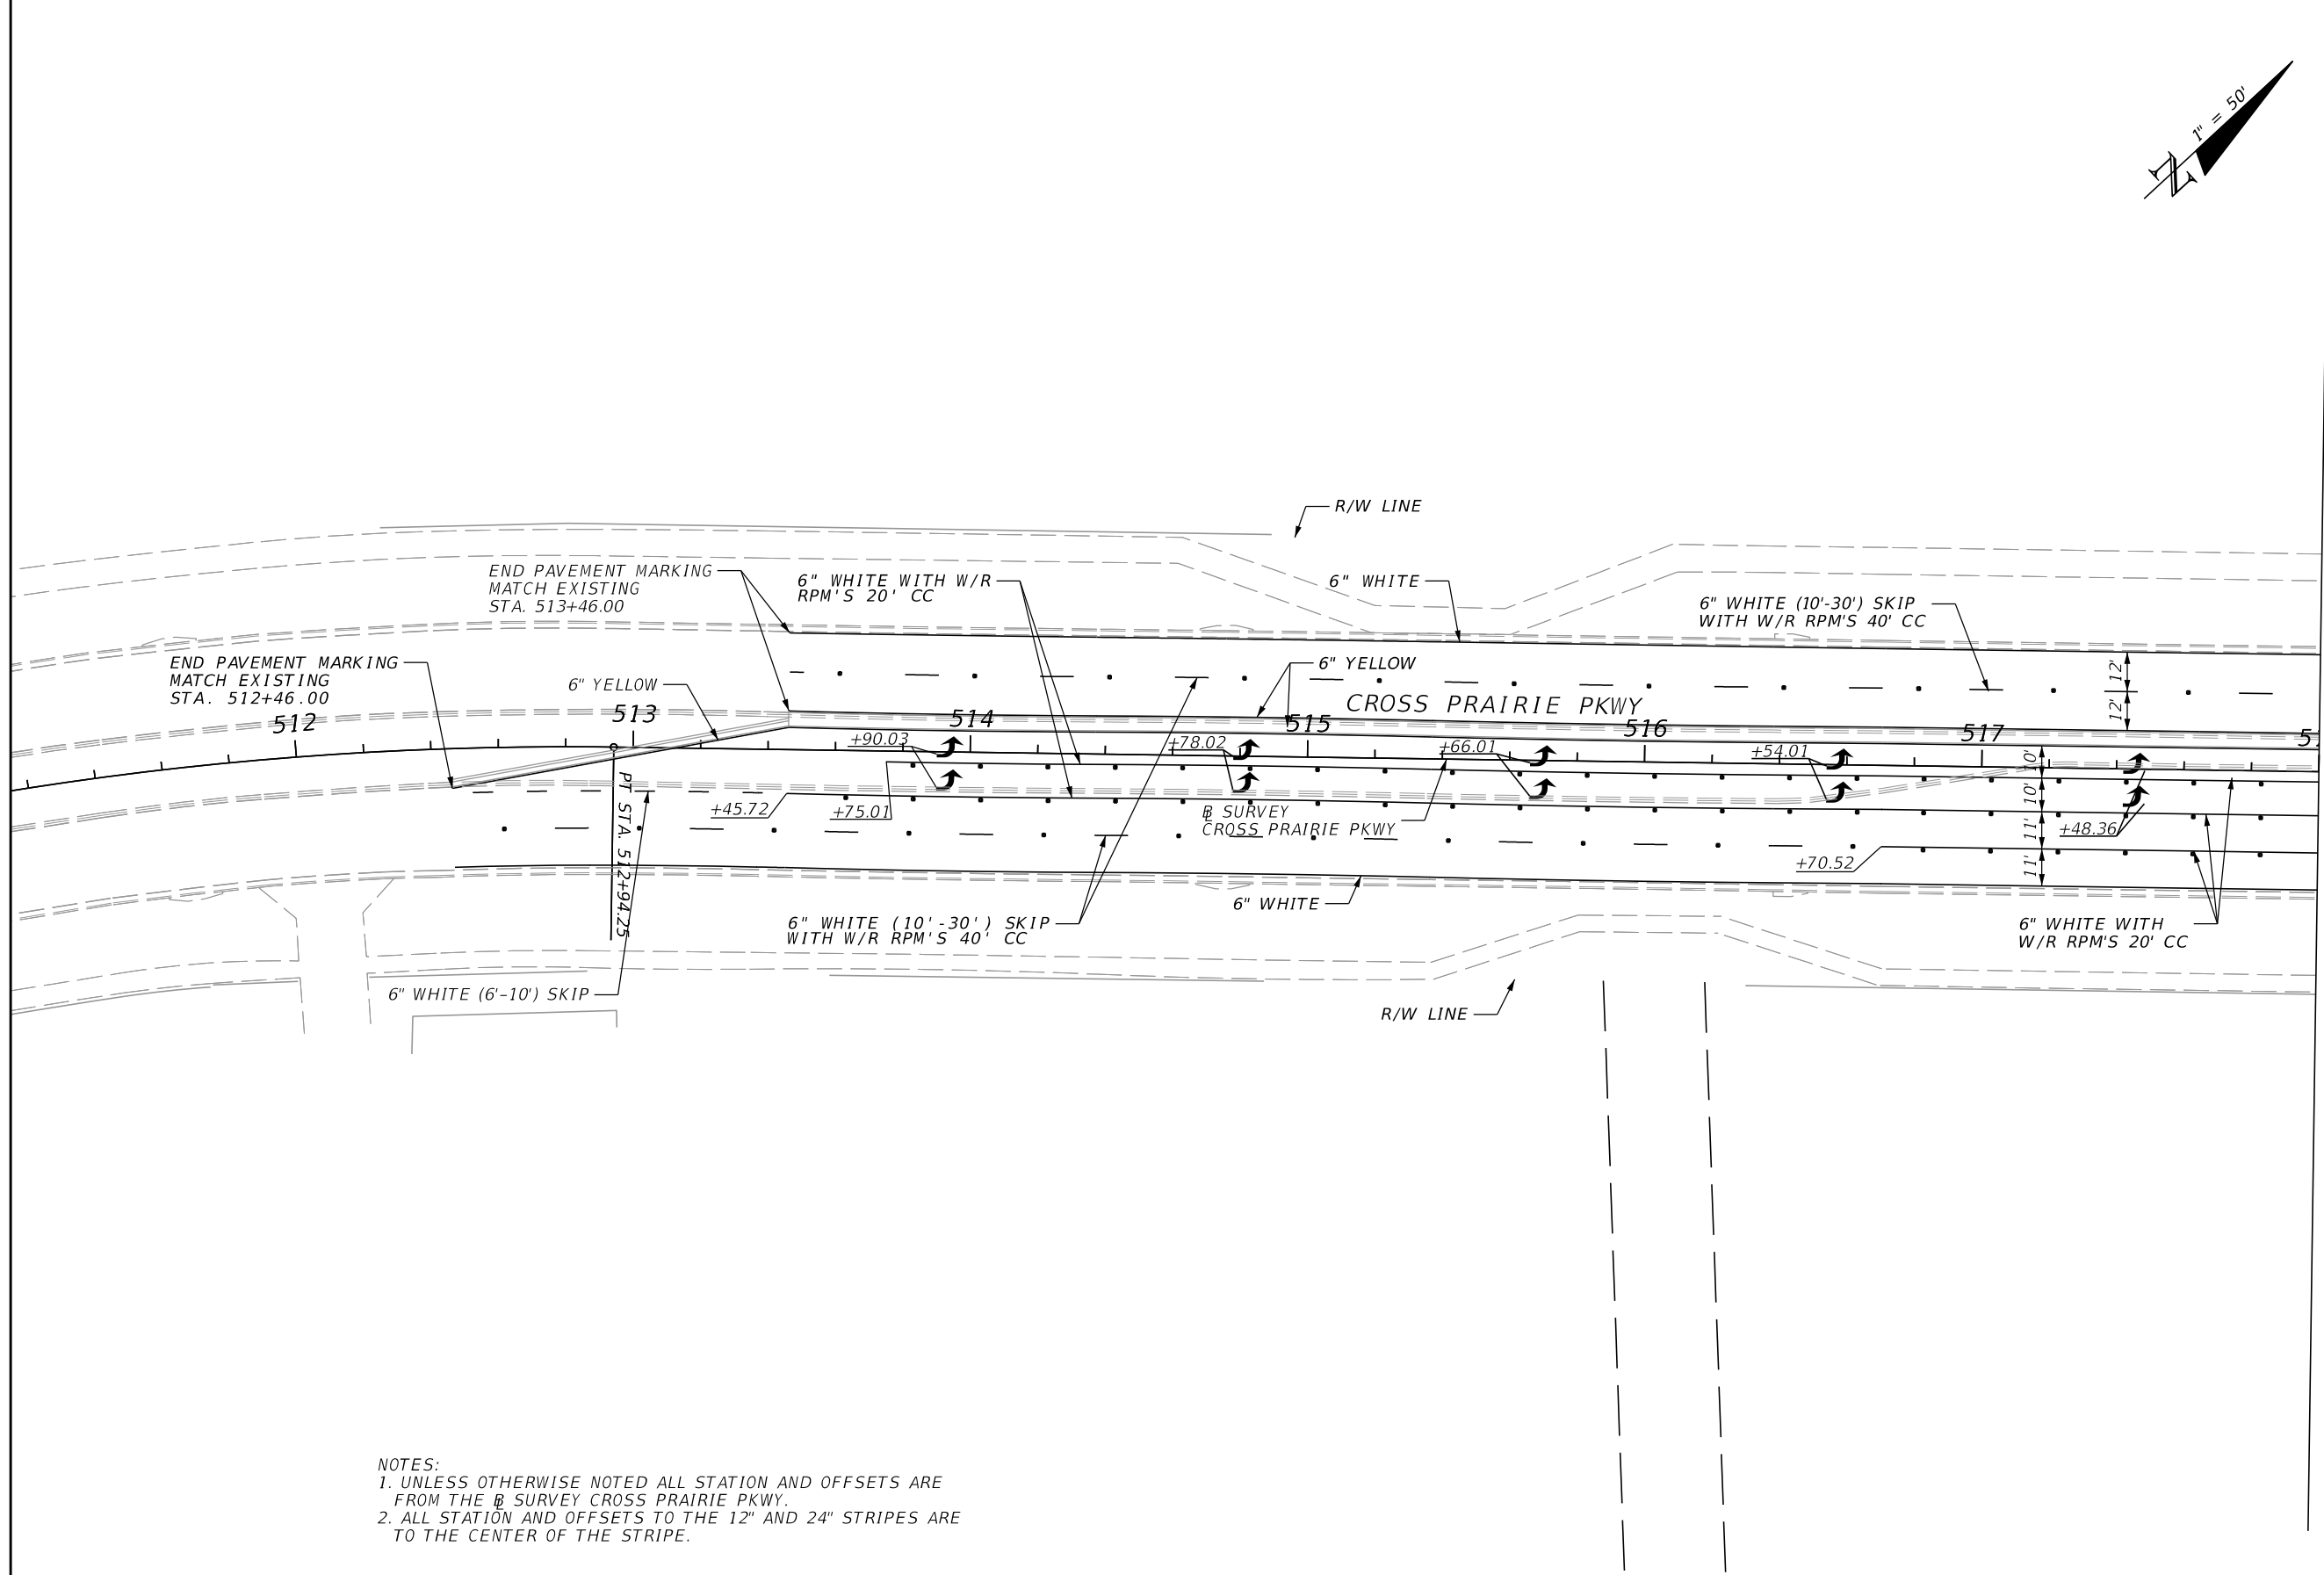 1" = 50'
N
R/W LINE
END PAVEMENT MARKING
MATCH EXISTING
STA. 513+46.00
6" WHITE WITH W/R
RPM'S 20' CC
6" WHITE
6" WHITE (10'-30') SKIP
WITH W/R RPM'S 40' CC
END PAVEMENT MARKING
MATCH EXISTING
STA. 512+46.00
6" YELLOW
6" YELLOW
CROSS PRAIRIE PKWY
12'
12'
512
513
514
515
516
517
5
+90.03
+78.02
+66.01
+54.01
10'
10'
11'
11'
PT STA. 512+94.25
+45.72
+75.01
BL SURVEY
CROSS PRAIRIE PKWY
+48.36
+70.52
6" WHITE (10'-30') SKIP
WITH W/R RPM'S 40' CC
6" WHITE
6" WHITE WITH
W/R RPM'S 20' CC
6" WHITE (6'-10') SKIP
R/W LINE
NOTES:
1. UNLESS OTHERWISE NOTED ALL STATION AND OFFSETS ARE
FROM THE BL SURVEY CROSS PRAIRIE PKWY.
2. ALL STATION AND OFFSETS TO THE 12" AND 24" STRIPES ARE
TO THE CENTER OF THE STRIPE.